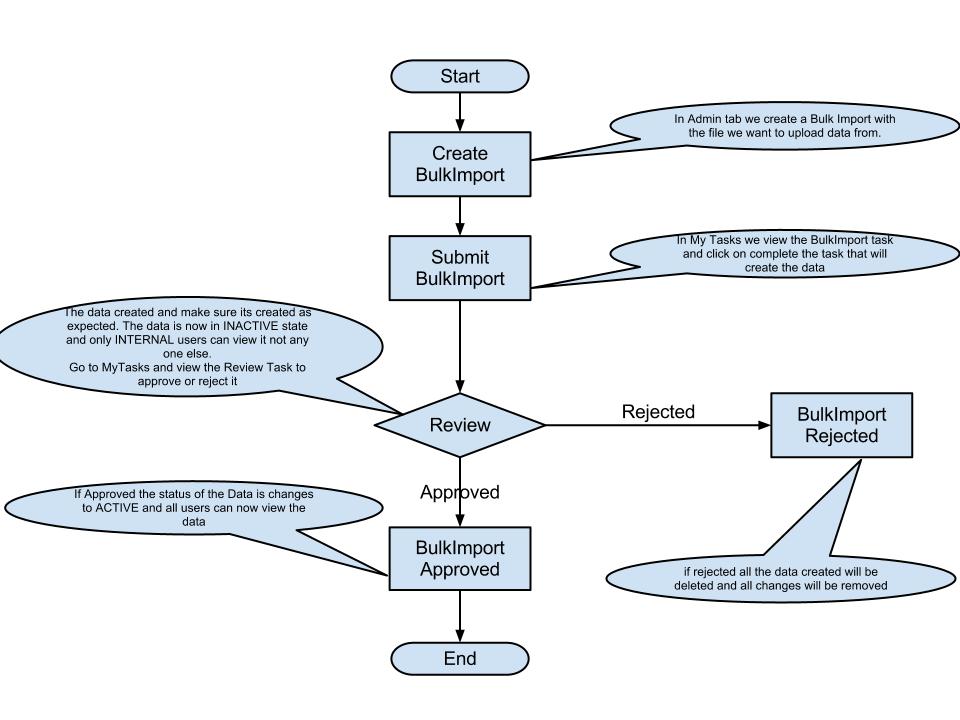 Start
In Admin tab we create a Bulk Import with
the file we want to upload data from.
Create
BulkImport
In My Tasks we view the BulkImport task
and click on complete the task that will
create the data
Submit
BulkImport
The data created and make sure its created as
expected. The data is now in INACTIVE state
and only INTERNAL users can view it not any
one else.
Go to MyTasks and view the Review Task to
approve or reject it
Review
Rejected
BulkImport
Rejected
Approved
If Approved the status of the Data is changes
to ACTIVE and all users can now view the
data
BulkImport
Approved
if rejected all the data created will be
deleted and all changes will be removed
End